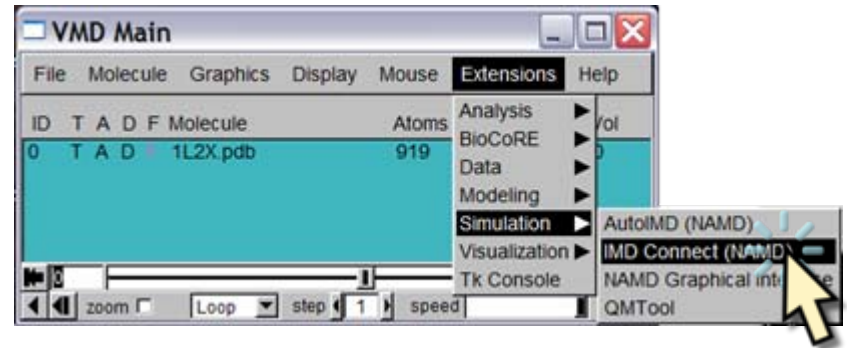 VMD Main
File Molecule Graphics Display Mouse Extensions Help
ID T A D F Molecule Atoms
0 T A D F 1L2X.pdb 919
Analysis
BioCoRE
Data
Modeling
Simulation
Visualization
Tk Console
AutoIMD (NAMD)
IMD Connect (NAMD)
NAMD Graphical
QMTool
0
zoom Loop step 1 speed